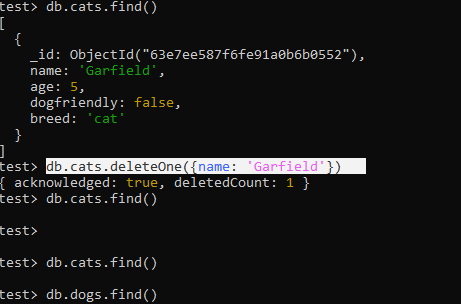 test> db.cats.find()
[
  {
    _id: ObjectId("63e7ee587f6fe91a0b6b0552"),
    name: 'Garfield',
    age: 5,
    dogfriendly: false,
    breed: 'cat'
  }
]
test> db.cats.deleteOne({name: 'Garfield'})
{ acknowledged: true, deletedCount: 1 }
test> db.cats.find()
test>
test> db.cats.find()
test> db.dogs.find()